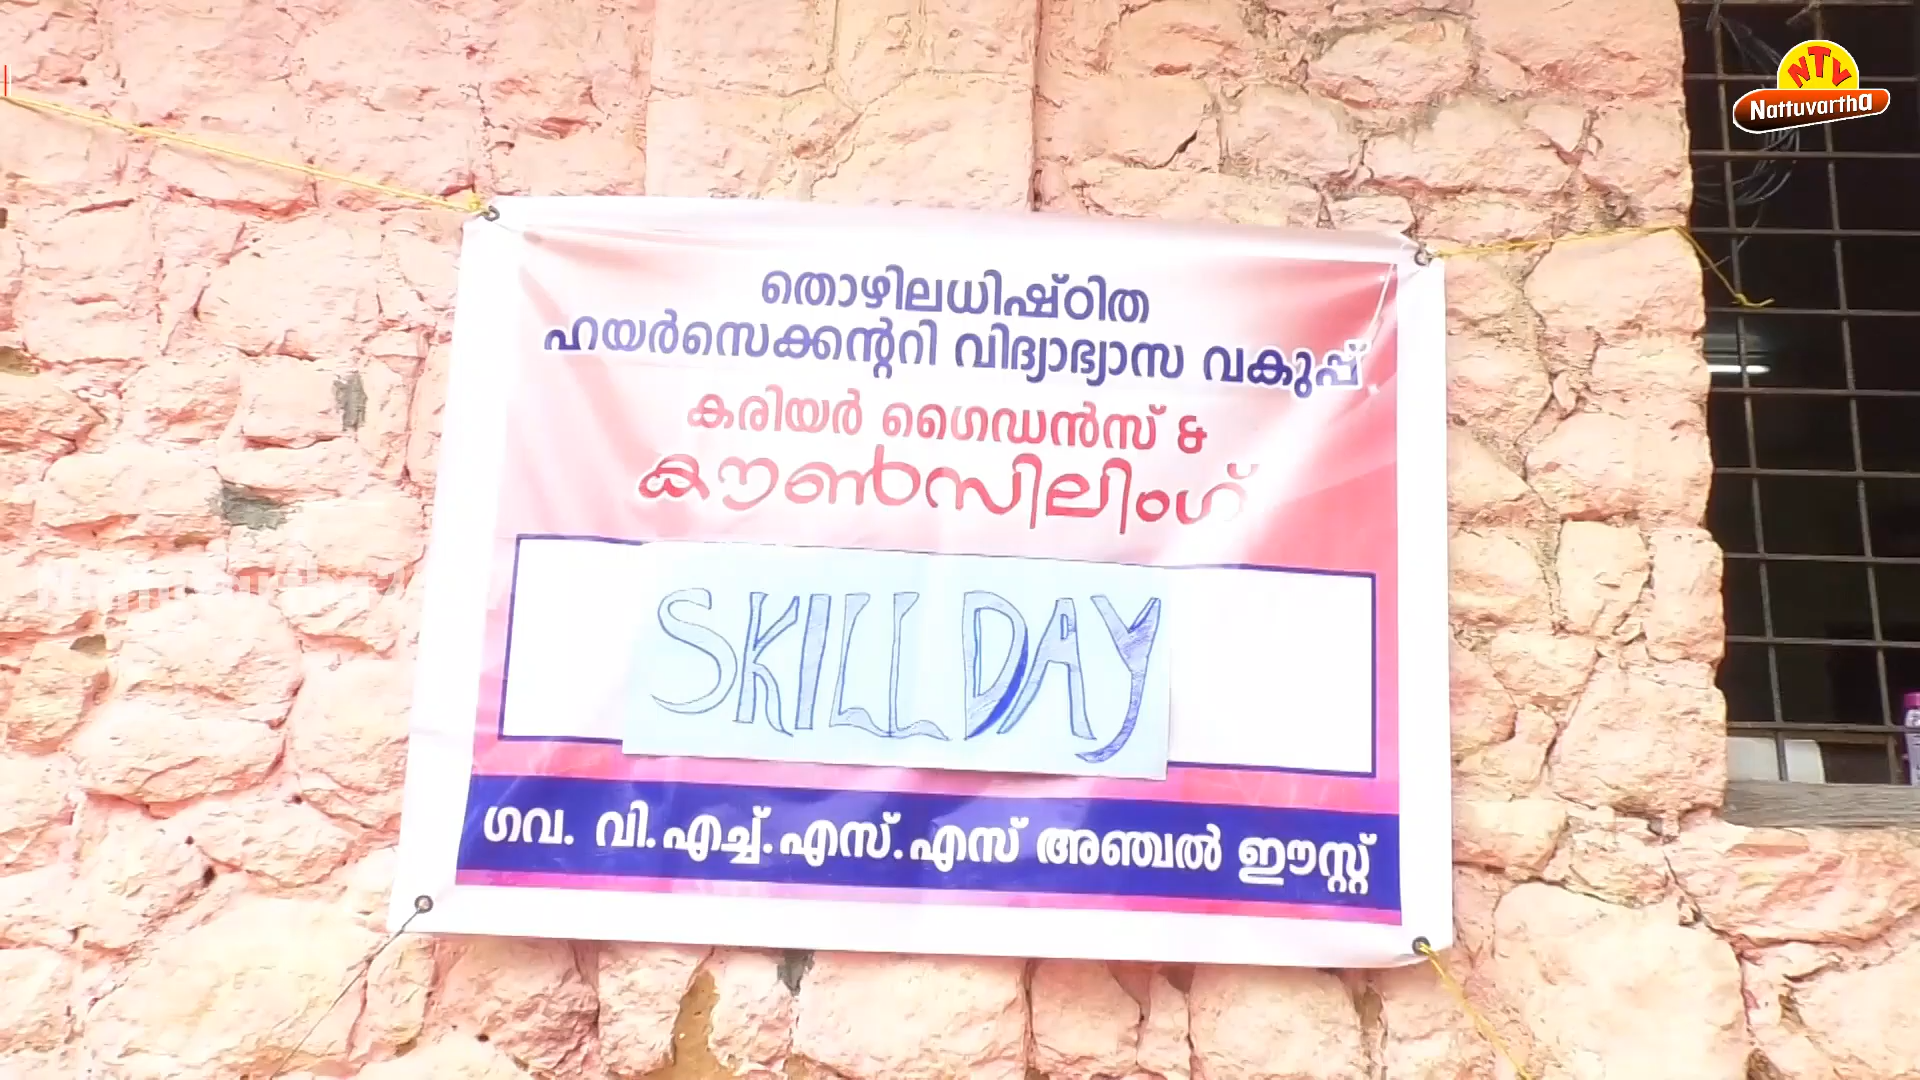 NTV
Nattuvartha
തൊഴിലധിഷ്ഠിത
ഹയർസെക്കന്ററി വിദ്യാഭ്യാസ വകുപ്പ്
കരിയർ ഗൈഡൻസ് &
കൗൺസിലിംഗ്
SKILL DAY
ഗവ. വി.എച്ച്.എസ്.എസ് അഞ്ചൽ ഈസ്റ്റ്